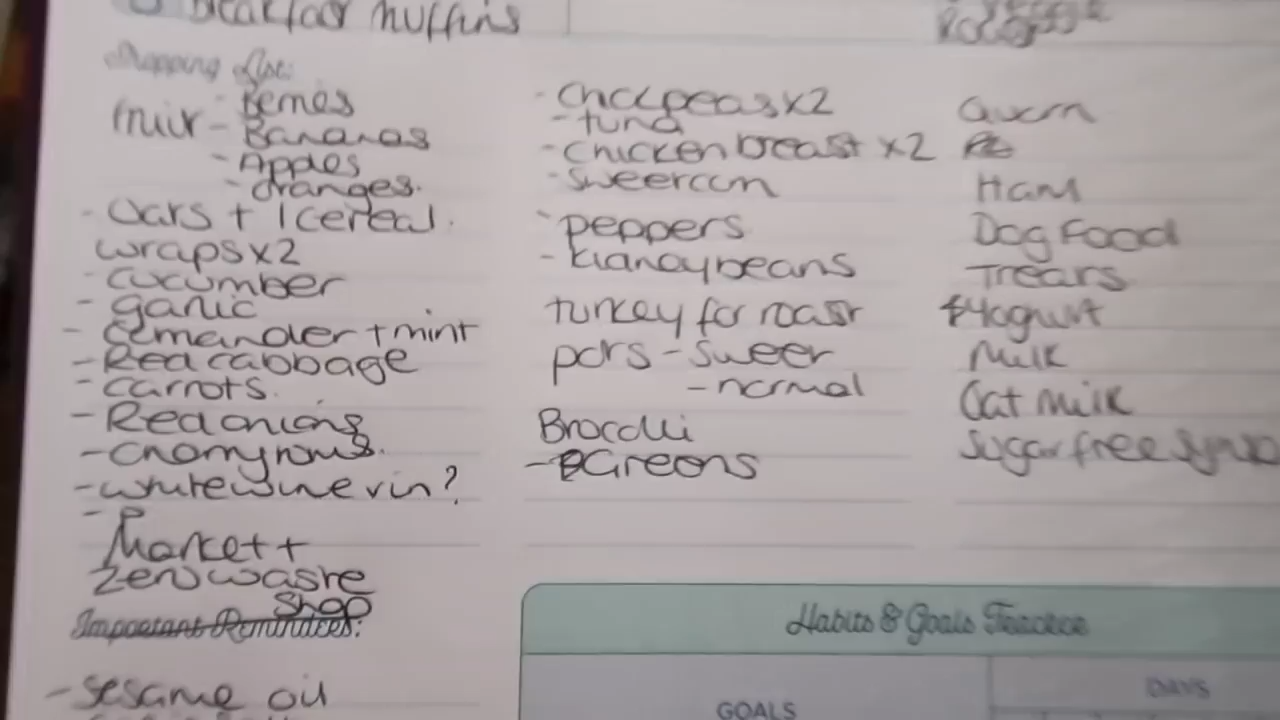 Breakfast Muffins
Shopping List:
Fruit - Berries
- Bananas
- Apples
- Oranges.
- Oats + 1 cereal.
wraps x2
- cucumber
- garlic
- Coriander + mint
- Red cabbage
- carrots.
- Red onions
- white wine vin?
-
Market +
Zero waste
Shop
Important Reminders:
- sesame oil
- Chickpeas x2
- tuna
- chicken breast x2
- sweetcorn
- peppers
- kidney beans
turkey for roast
pots - sweet
- normal
Broccoli
- Greens
Quorn
Ham
Dog Food
Treats
Yoghurt
Milk
Oat Milk
Sugar free syrup
Habits & Goals Tracker
GOALS
DAYS